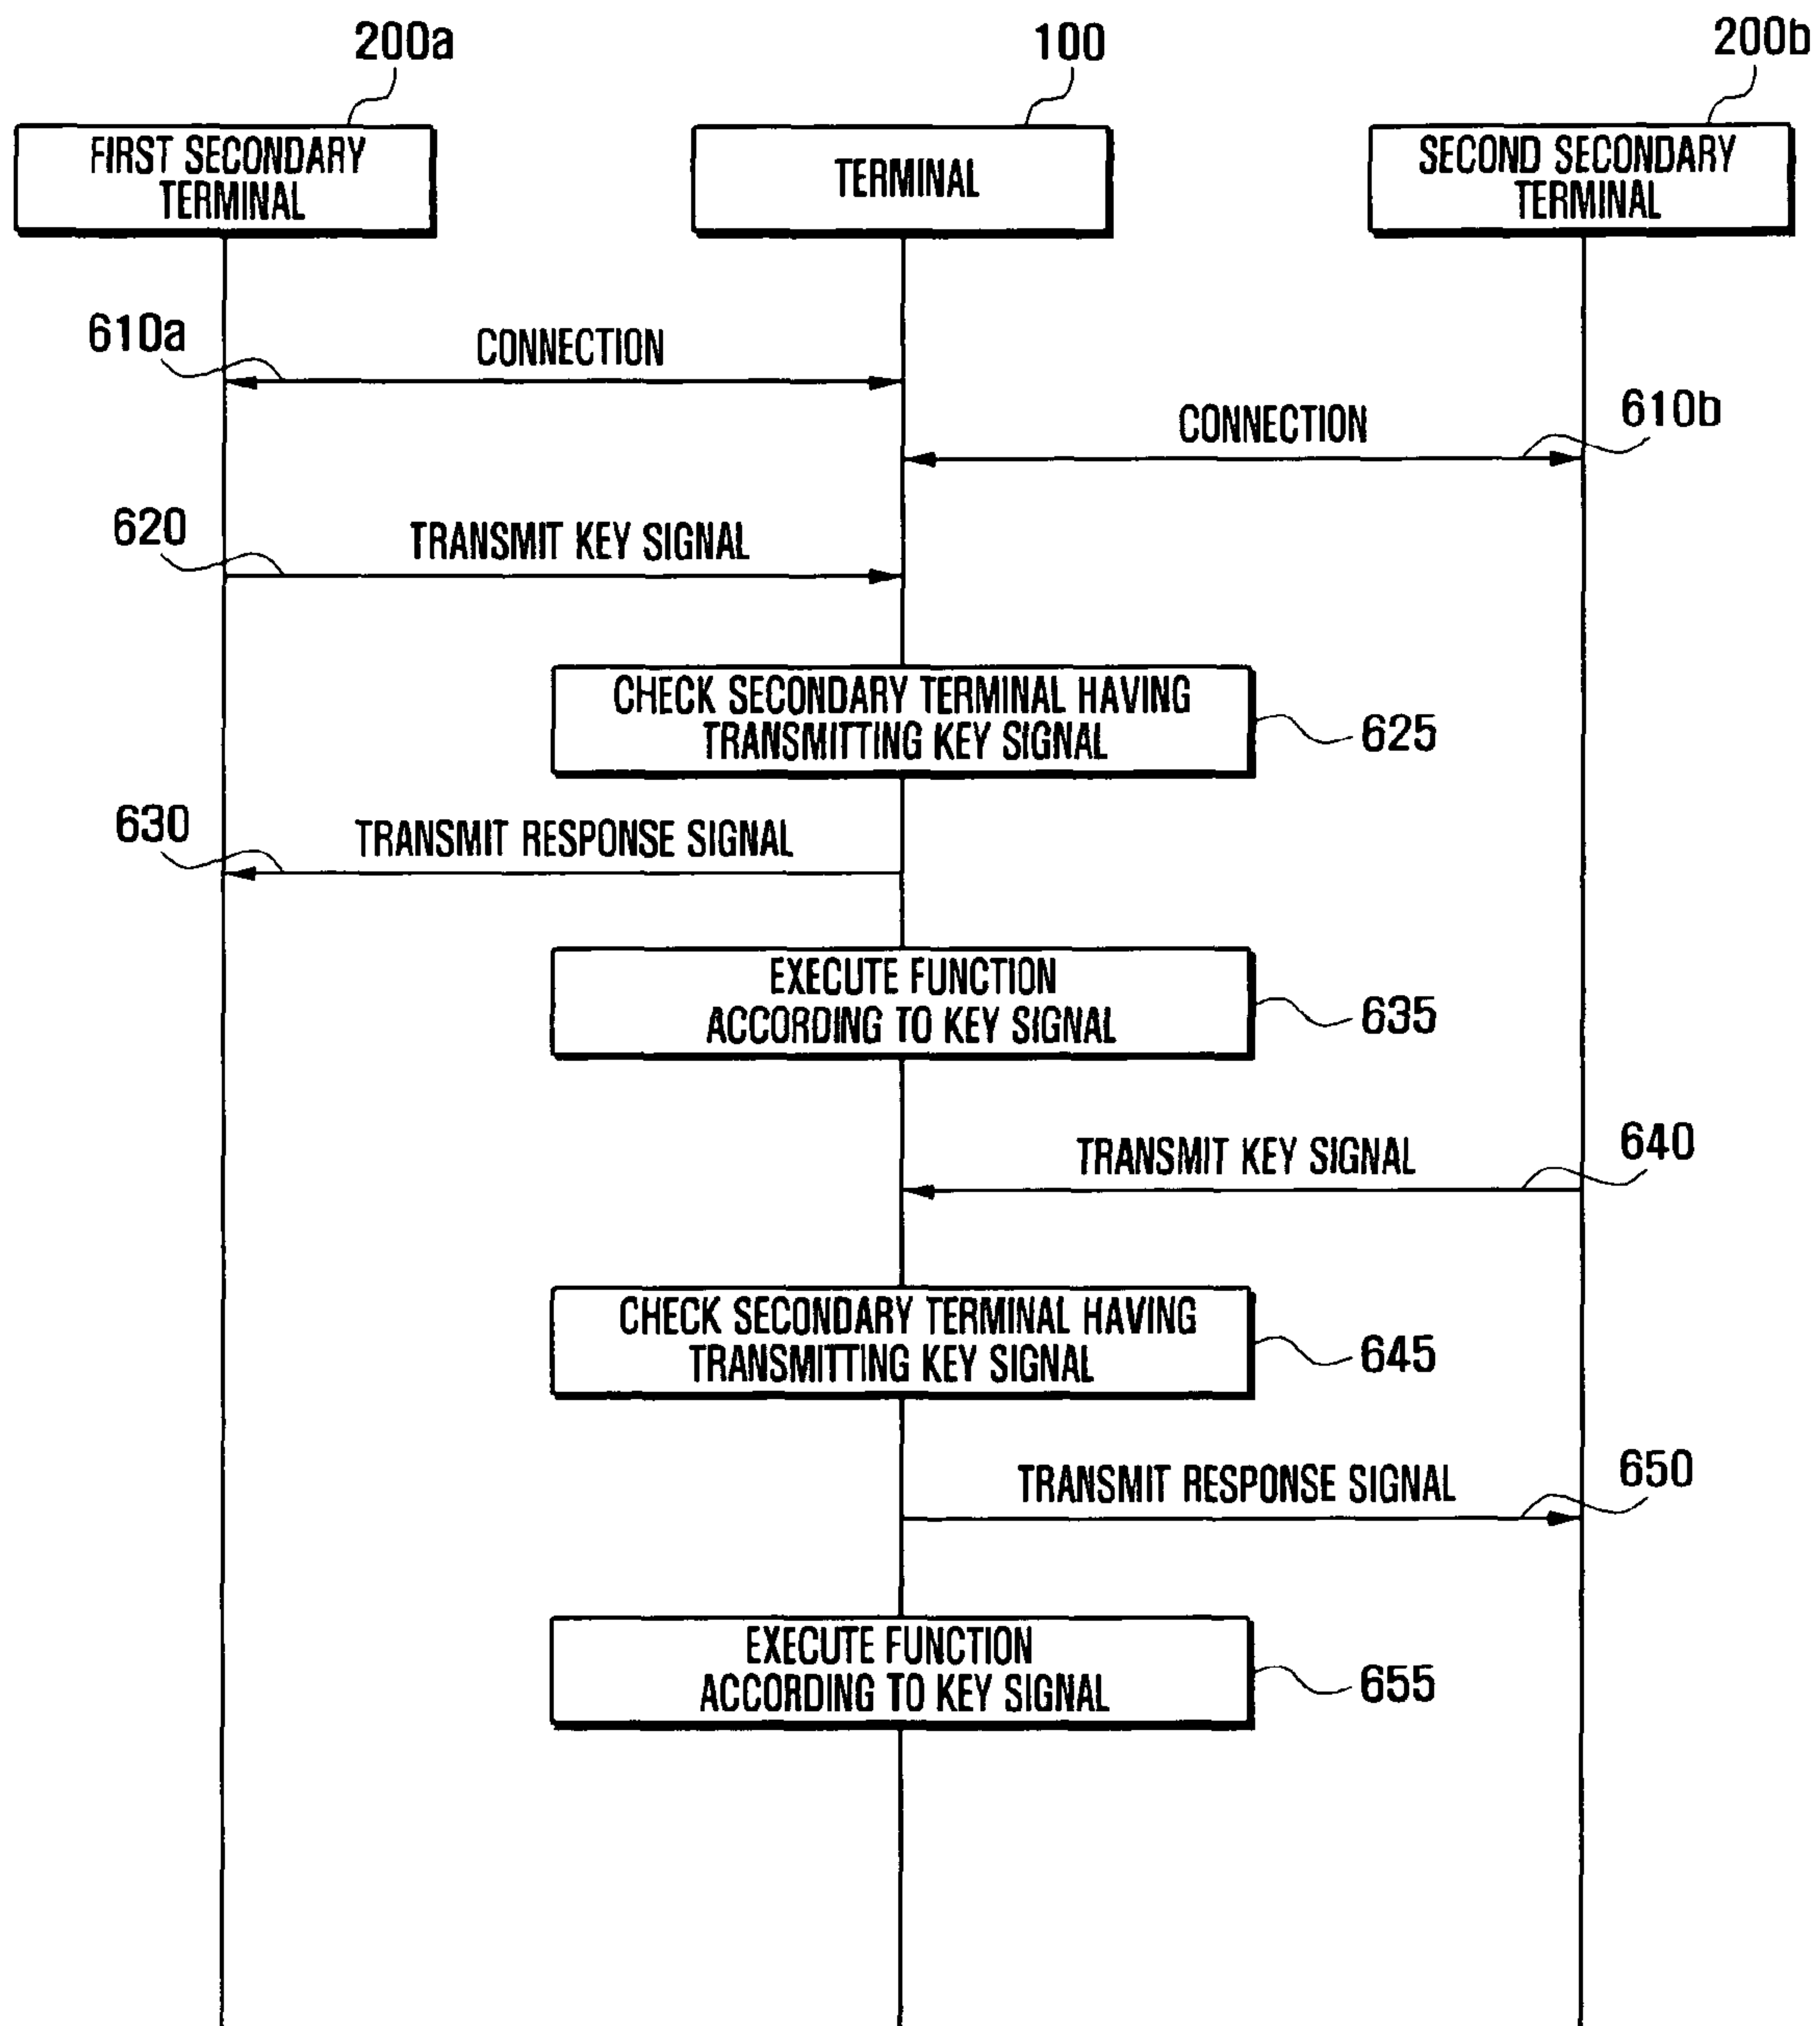 200a
100
200b
FIRST SECONDARY
TERMINAL
TERMINAL
SECOND SECONDARY
TERMINAL
610a
CONNECTION
CONNECTION
610b
620
TRANSMIT KEY SIGNAL
CHECK SECONDARY TERMINAL HAVING
TRANSMITTING KEY SIGNAL
625
630
TRANSMIT RESPONSE SIGNAL
EXECUTE FUNCTION
ACCORDING TO KEY SIGNAL
635
TRANSMIT KEY SIGNAL
640
CHECK SECONDARY TERMINAL HAVING
TRANSMITTING KEY SIGNAL
645
TRANSMIT RESPONSE SIGNAL
650
EXECUTE FUNCTION
ACCORDING TO KEY SIGNAL
655